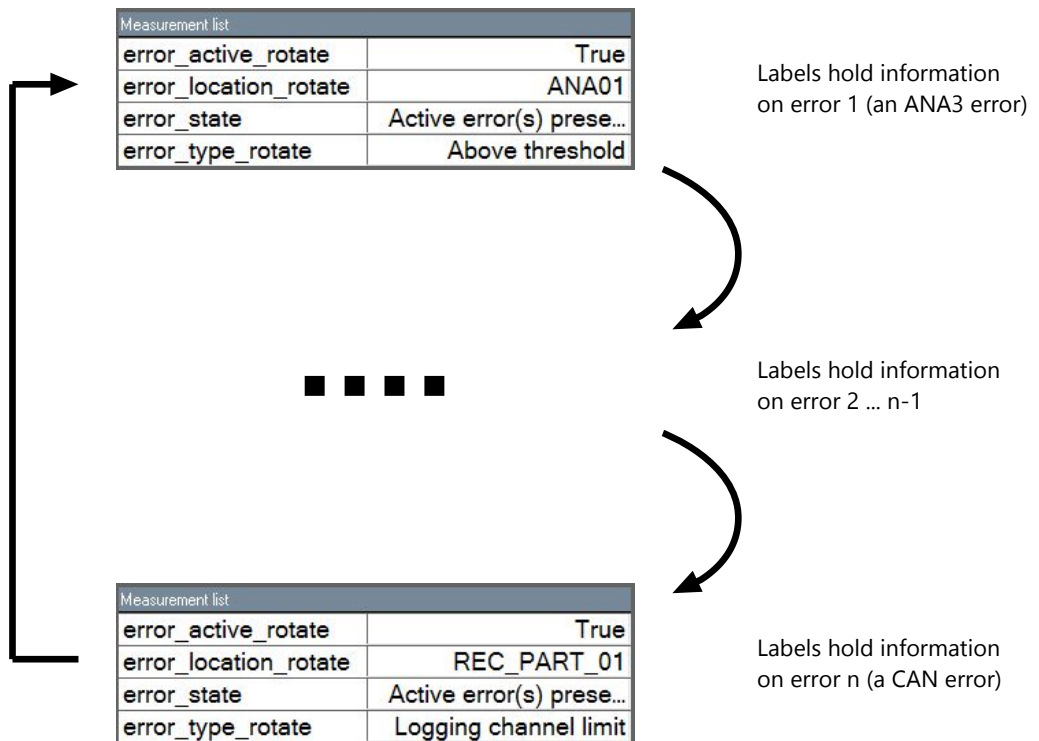 Measurement list
error_active_rotate True
error_location_rotate ANA01
error_state Active error(s) prese...
error_type_rotate Above threshold
Labels hold information
on error 1 (an ANA3 error)
Labels hold information
on error 2 ... n-1
Measurement list
error_active_rotate True
error_location_rotate REC_PART_01
error_state Active error(s) prese...
error_type_rotate Logging channel limit
Labels hold information
on error n (a CAN error)